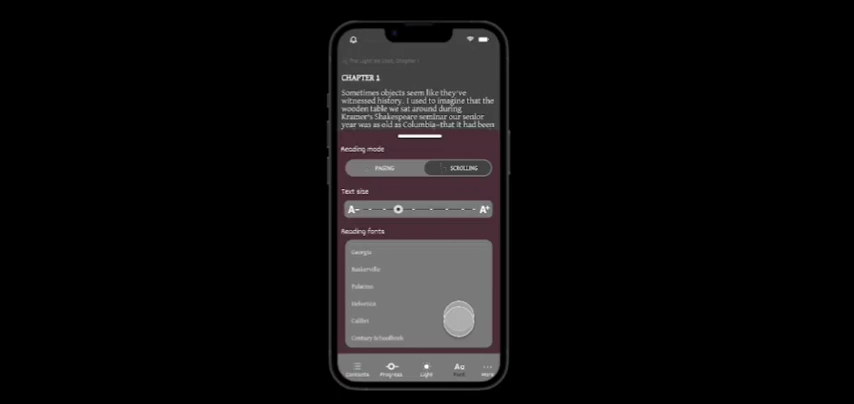 CHAPTER 1
Sometimes objects seem like they've
witnessed history. I used to imagine that the
wooden table we sat around during
Kramer's Shakespeare seminar our senior
year was as old as Columbia-that it had been
Reading mode
PAGING
SCROLLING
Text size
A- A+
Reading fonts
Georgia
Baskerville
Palatino
Helvetica
Calibri
Century Schoolbook
Contents Progress Light Font More